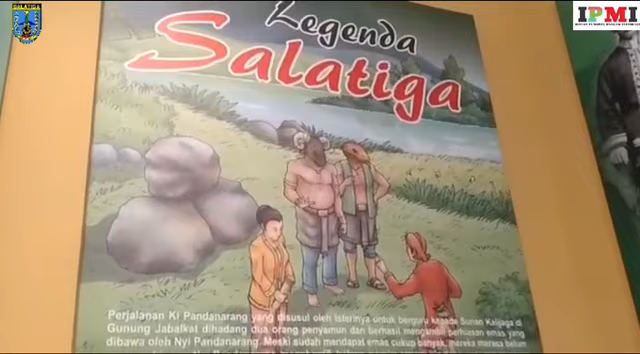 SALATIGA
IPMI
Legenda
Salatiga
Perjalanan Ki Pandanarang yang disusul oleh isterinya untuk berguru kepada Sunan Kalijaga di
Gunung Jabalkat dihadang dua orang penyamun dan berhasil mengambil perhiasan emas yang
dibawa oleh Nyi Pandanarang. Meski sudah mendapat emas cukup banyak, mereka merasa belum